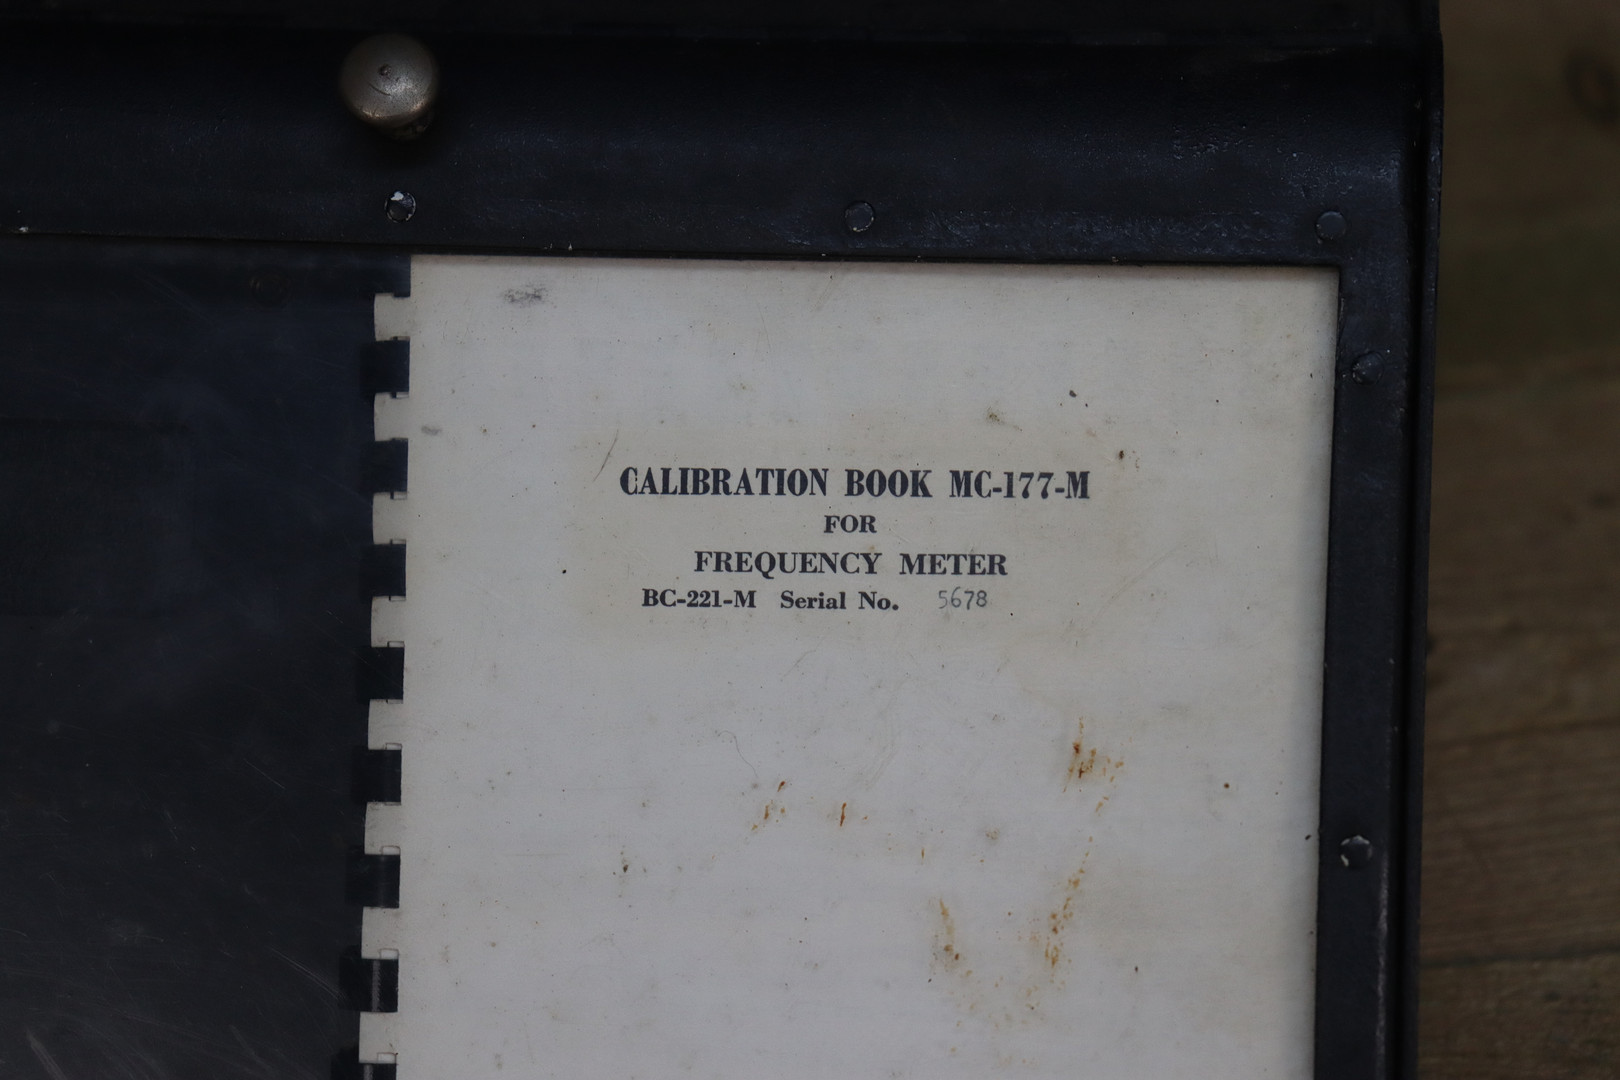 CALIBRATION BOOK MC-177-M
FOR
FREQUENCY METER
BC-221-M Serial No. 5678